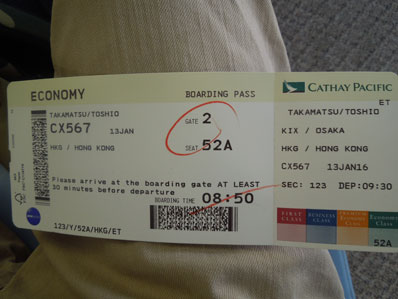 ECONOMY
BOARDING PASS
TAKAMATSU/TOSHIO
CX567 13JAN
HKG / HONG KONG
GATE 2
SEAT 52A
Please arrive at the boarding gate AT LEAST
30 minutes before departure
BOARDING TIME 08:50
123/Y/52A/HKG/ET
CATHAY PACIFIC
ET
TAKAMATSU/TOSHIO
KIX / OSAKA
HKG / HONG KONG
CX567 13JAN16
SEC: 123 DEP:09:30
FIRST CLASS
BUSINESS CLASS
PREMIUM ECONOMY CLASS
Economy Class
52A